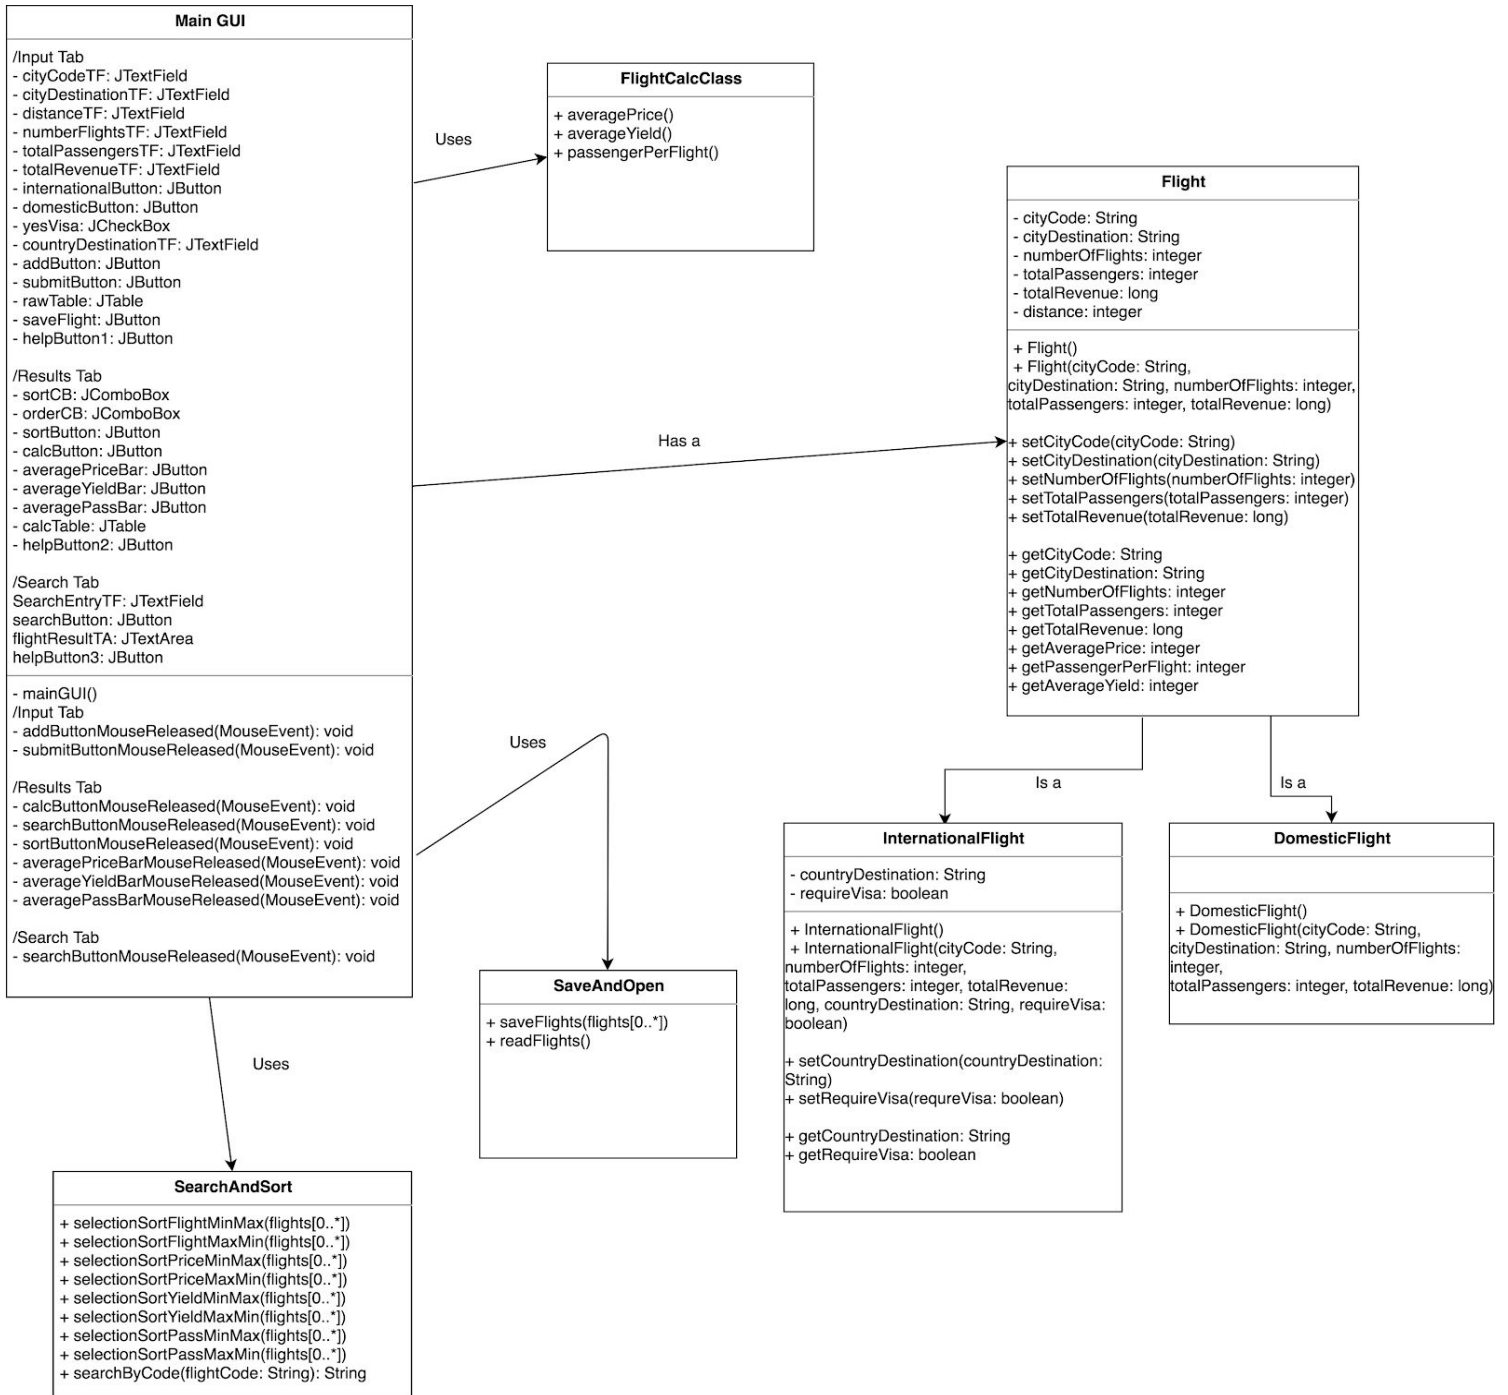 Main GUI
/Input Tab
- cityCodeTF: JTextField
- cityDestinationTF: JTextField
- distanceTF: JTextField
- numberFlightsTF: JTextField
- totalPassengersTF: JTextField
- totalRevenueTF: JTextField
- internationalButton: JButton
- domesticButton: JButton
- yesVisa: JCheckBox
- countryDestinationTF: JTextField
- addButton: JButton
- submitButton: JButton
- rawTable: JTable
- saveFlight: JButton
- helpButton1: JButton
/Results Tab
- sortCB: JComboBox
- orderCB: JComboBox
- sortButton: JButton
- calcButton: JButton
- averagePriceBar: JButton
- averageYieldBar: JButton
- averagePassBar: JButton
- calcTable: JTable
- helpButton2: JButton
/Search Tab
SearchEntryTF: JTextField
searchButton: JButton
flightResultTA: JTextArea
helpButton3: JButton
- mainGUI()
/Input Tab
- addButtonMouseReleased(MouseEvent): void
- submitButtonMouseReleased(MouseEvent): void
/Results Tab
- calcButtonMouseReleased(MouseEvent): void
- searchButtonMouseReleased(MouseEvent): void
- sortButtonMouseReleased(MouseEvent): void
- averagePriceBarMouseReleased(MouseEvent): void
- averageYieldBarMouseReleased(MouseEvent): void
- averagePassBarMouseReleased(MouseEvent): void
/Search Tab
- searchButtonMouseReleased(MouseEvent): void
Uses
FlightCalcClass
+ averagePrice()
+ averageYield()
+ passengerPerFlight()
Has a
Flight
- cityCode: String
- cityDestination: String
- numberOfFlights: integer
- totalPassengers: integer
- totalRevenue: long
- distance: integer
+ Flight()
+ Flight(cityCode: String,
cityDestination: String, numberOfFlights: integer,
totalPassengers: integer, totalRevenue: long)
+ setCityCode(cityCode: String)
+ setCityDestination(cityDestination: String)
+ setNumberOfFlights(numberOfFlights: integer)
+ setTotalPassengers(totalPassengers: integer)
+ setTotalRevenue(totalRevenue: long)
+ getCityCode: String
+ getCityDestination: String
+ getNumberOfFlights: integer
+ getTotalPassengers: integer
+ getTotalRevenue: long
+ getAveragePrice: integer
+ getPassengerPerFlight: integer
+ getAverageYield: integer
Is a
Is a
InternationalFlight
- countryDestination: String
- requireVisa: boolean
+ InternationalFlight()
+ InternationalFlight(cityCode: String,
numberOfFlights: integer,
totalPassengers: integer, totalRevenue:
long, countryDestination: String, requireVisa:
boolean)
+ setCountryDestination(countryDestination:
String)
+ setRequireVisa(requreVisa: boolean)
+ getCountryDestination: String
+ getRequireVisa: boolean
DomesticFlight
+ DomesticFlight()
+ DomesticFlight(cityCode: String,
cityDestination: String, numberOfFlights:
integer,
totalPassengers: integer, totalRevenue: long)
Uses
SaveAndOpen
+ saveFlights(flights[0..*])
+ readFlights()
Uses
SearchAndSort
+ selectionSortFlightMinMax(flights[0..*])
+ selectionSortFlightMaxMin(flights[0..*])
+ selectionSortPriceMinMax(flights[0..*])
+ selectionSortPriceMaxMin(flights[0..*])
+ selectionSortYieldMinMax(flights[0..*])
+ selectionSortYieldMaxMin(flights[0..*])
+ selectionSortPassMinMax(flights[0..*])
+ selectionSortPassMaxMin(flights[0..*])
+ searchByCode(flightCode: String): String